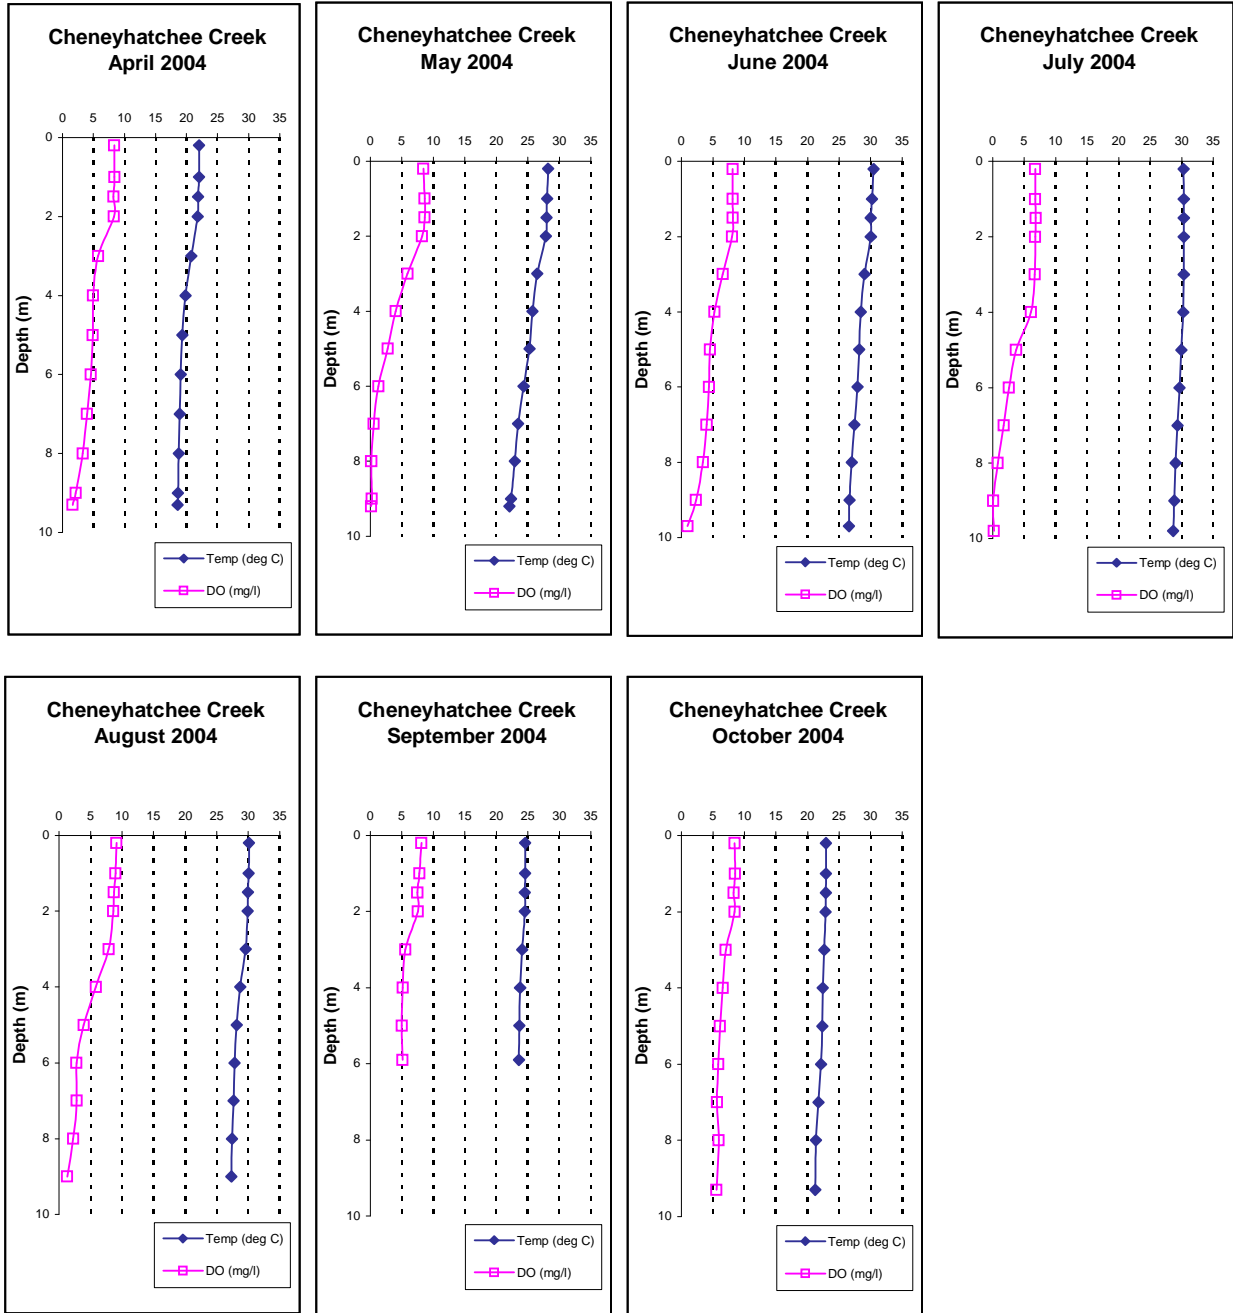 Cheneyhatchee Creek
April 2004
0 5 10 15 20 25 30 35
0
2
4
6
8
10
Depth (m)
Temp (deg C)
DO (mg/l)
Cheneyhatchee Creek
May 2004
0 5 10 15 20 25 30 35
0
2
4
6
8
10
Depth (m)
Temp (deg C)
DO (mg/l)
Cheneyhatchee Creek
June 2004
0 5 10 15 20 25 30 35
0
2
4
6
8
10
Depth (m)
Temp (deg C)
DO (mg/l)
Cheneyhatchee Creek
July 2004
0 5 10 15 20 25 30 35
0
2
4
6
8
10
Depth (m)
Temp (deg C)
DO (mg/l)
Cheneyhatchee Creek
August 2004
0 5 10 15 20 25 30 35
0
2
4
6
8
10
Depth (m)
Temp (deg C)
DO (mg/l)
Cheneyhatchee Creek
September 2004
0 5 10 15 20 25 30 35
0
2
4
6
8
10
Depth (m)
Temp (deg C)
DO (mg/l)
Cheneyhatchee Creek
October 2004
0 5 10 15 20 25 30 35
0
2
4
6
8
10
Depth (m)
Temp (deg C)
DO (mg/l)